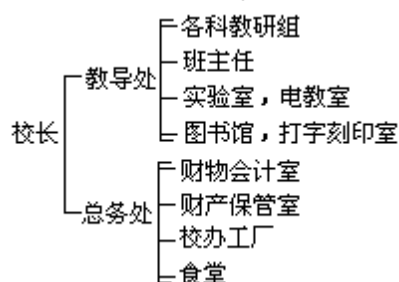 各科教研组
班主任
教导处
实验室，电教室
图书馆，打字刻印室
校长
财物会计室
财产保管室
总务处
校办工厂
食堂